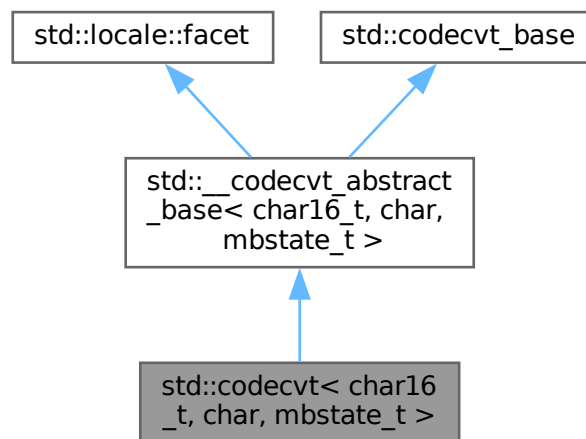 std::locale::facet
std::codecvt_base
std::__codecvt_abstract
_base< char16_t, char,
mbstate_t >
std::codecvt< char16
_t, char, mbstate_t >